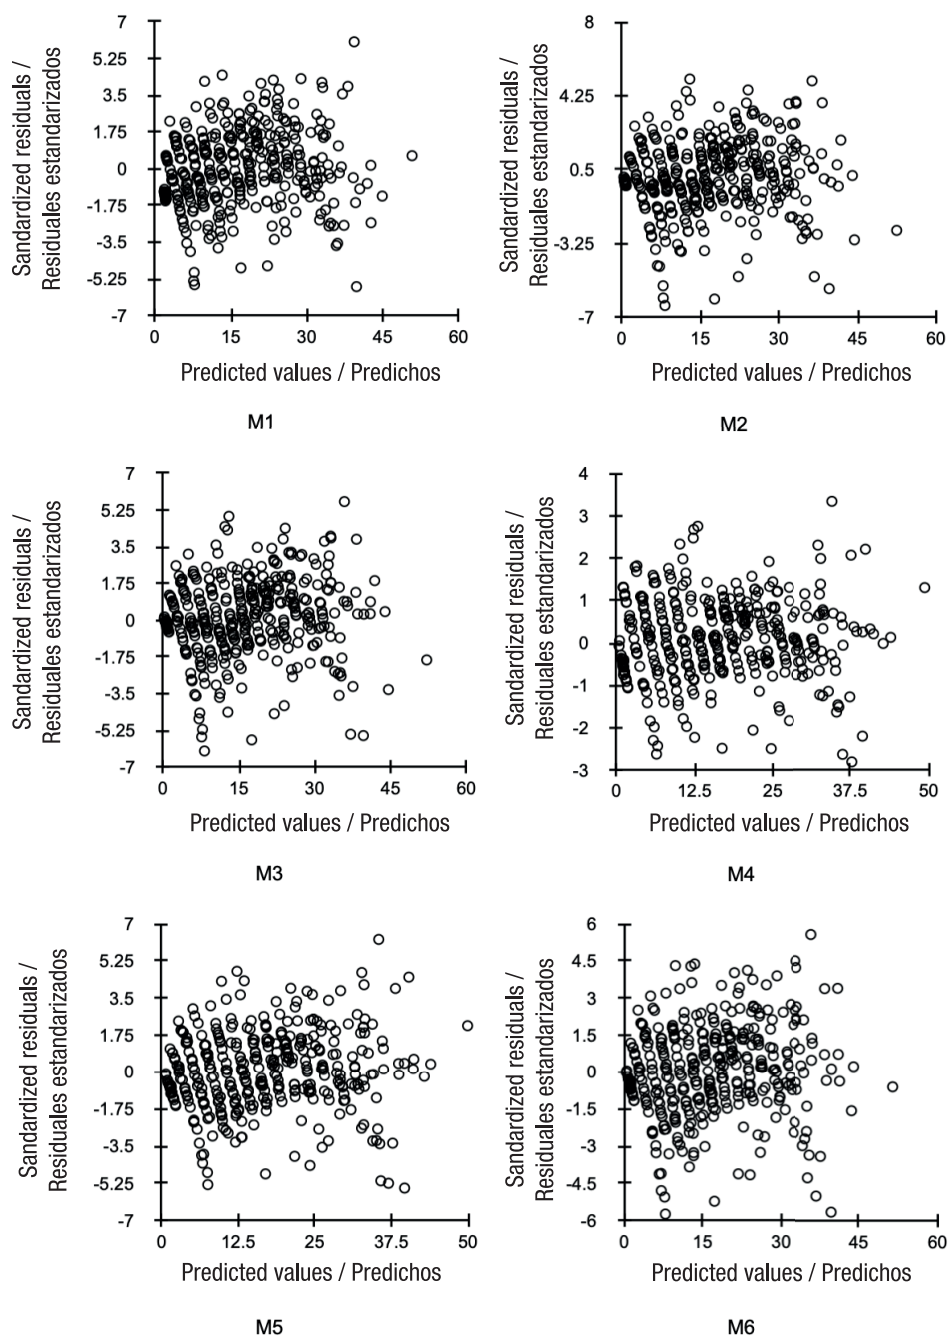 7
5.25
3.5
1.75
0
-1.75
-3.5
-5.25
-7
Sandardized residuals /
Residuales estandarizados
0 15 30 45 60
Predicted values / Predichos
M1
8
4.25
0.5
-3.25
-7
Sandardized residuals /
Residuales estandarizados
0 15 30 45 60
Predicted values / Predichos
M2
7
5.25
3.5
1.75
0
-1.75
-3.5
-5.25
-7
Sandardized residuals /
Residuales estandarizados
0 15 30 45 60
Predicted values / Predichos
M3
4
3
2
1
0
-1
-2
-3
Sandardized residuals /
Residuales estandarizados
0 12.5 25 37.5 50
Predicted values / Predichos
M4
7
5.25
3.5
1.75
0
-1.75
-3.5
-5.25
-7
Sandardized residuals /
Residuales estandarizados
0 12.5 25 37.5 50
Predicted values / Predichos
M5
6
4.5
3
1.5
0
-1.5
-3
-4.5
-6
Sandardized residuals /
Residuales estandarizados
0 15 30 45 60
Predicted values / Predichos
M6